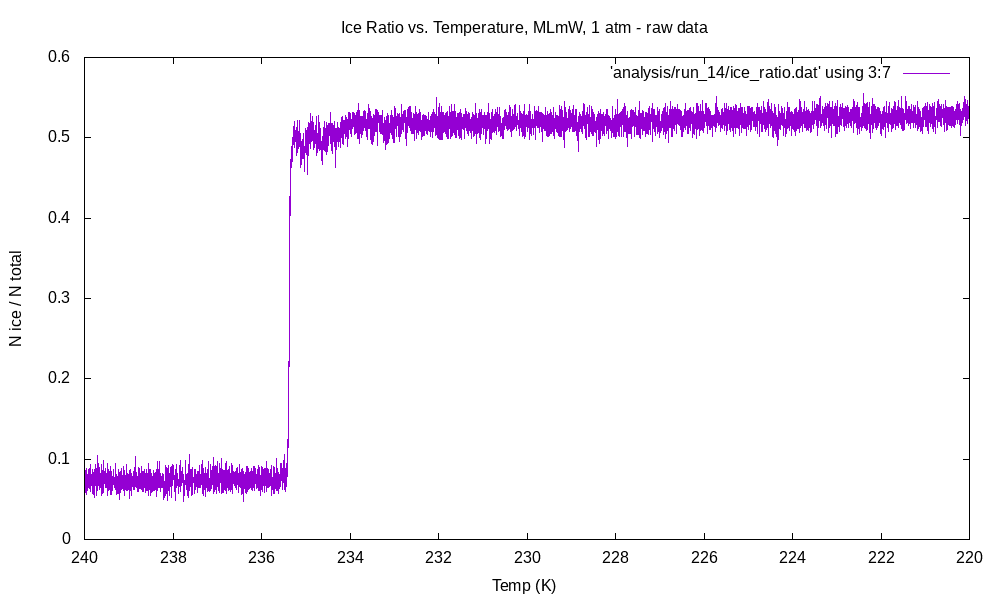 Ice Ratio vs. Temperature, MLmW, 1 atm - raw data
'analysis/run_14/ice_ratio.dat' using 3:7
N ice / N total
0.6
0.5
0.4
0.3
0.2
0.1
0
240 238 236 234 232 230 228 226 224 222 220
Temp (K)